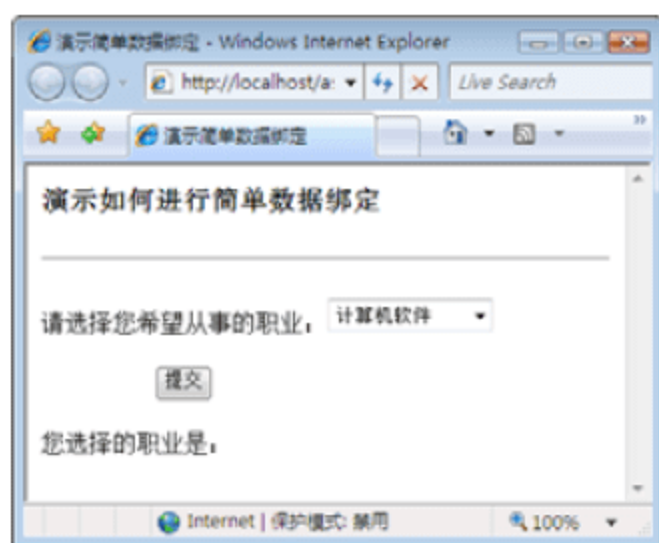 演示简单数据绑定 - Windows Internet Explorer
http://localhost/a
Live Search
演示简单数据绑定
演示如何进行简单数据绑定
请选择您希望从事的职业： 计算机软件
提交
您选择的职业是：
Internet | 保护模式: 禁用
100%